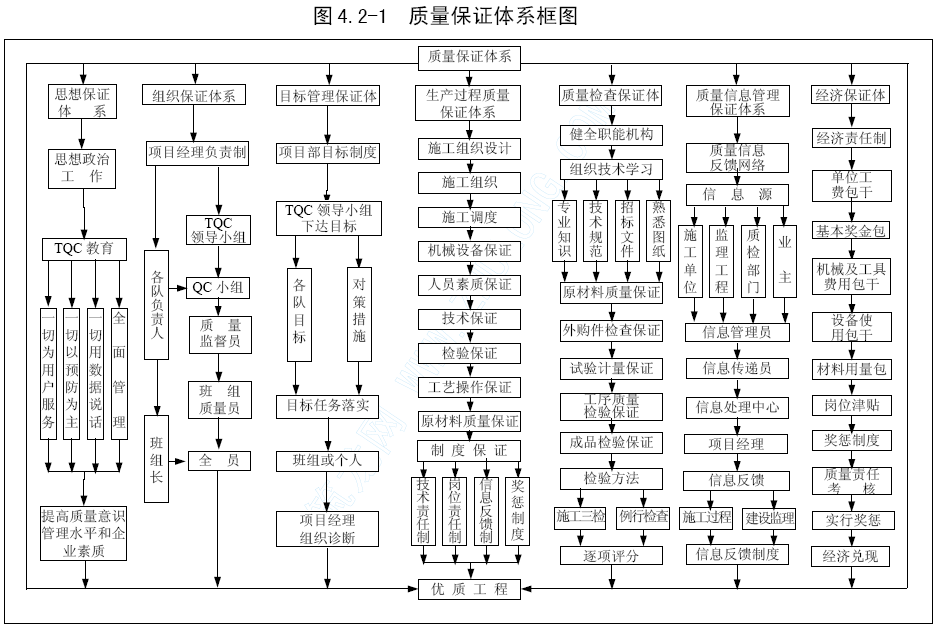 图4.2-1 质量保证体系框图
质量保证体系
思想保证
体 系
思想政治
工 作
TQC 教育
一切为用户服务
一切以预防为主
一切用数据说话
全面管理
提高质量意识
管理水平和企
业素质
组织保证体系
项目经理负责制
各队负责人
班组长
TQC
领导小组
QC 小组
质 量
监督员
班 组
质量员
全 员
目标管理保证体
项目部目标制度
TQC 领导小组
下达目标
各队目标
对策措施
目标任务落实
班组或个人
项目经理
组织诊断
生产过程质量
保证体系
施工组织设计
施工组织
施工调度
机械设备保证
人员素质保证
技术保证
检验保证
工艺操作保证
原材料质量保证
制 度 保 证
技术责任制
岗位责任制
信息反馈制
奖惩制度
质量检查保证体
健全职能机构
组织技术学习
专业知识
技术规范
招标文件
熟悉图纸
原材料质量保证
外购件检查保证
试验计量保证
工序质量
检验保证
成品检验保证
检验方法
施工三检
例行检查
逐项评分
质量信息管理
保证体系
质量信息
反馈网络
信 息 源
施工单位
监理工程
质检部门
业主
信息管理员
信息传递员
信息处理中心
项目经理
信息反馈
施工过程
建设监理
信息反馈制度
经济保证体
经济责任制
单位工
费包干
基本奖金包
机械及工具
费用包干
设备使
用包干
材料用量包
岗位津贴
奖惩制度
质量责任
考 核
实行奖惩
经济兑现
优 质 工 程